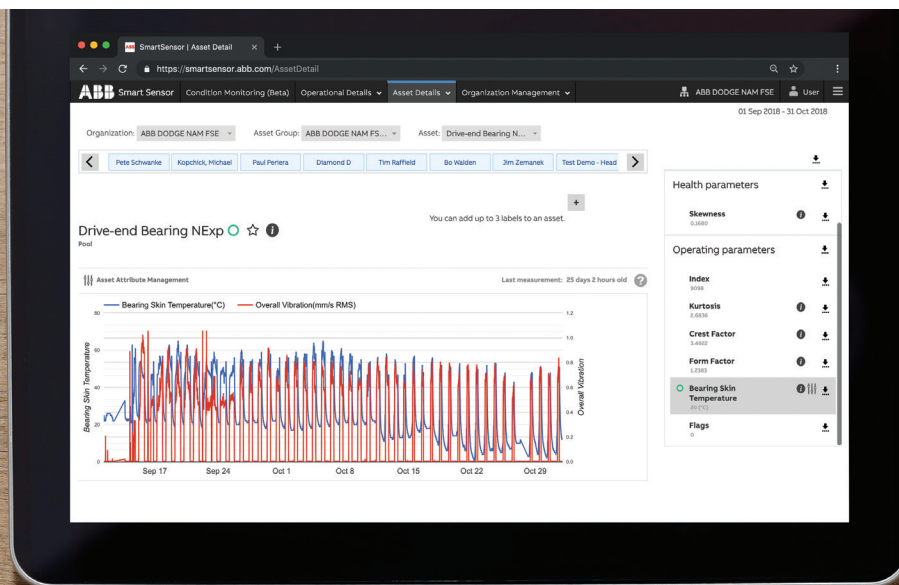 ABB SmartSensor | Asset Detail × +
https://smartsensor.abb.com/AssetDetail
ABB Smart Sensor Condition Monitoring (Beta) Operational Details Asset Details Organization Management ABB DODGE NAM FSE User
01 Sep 2018 - 31 Oct 2018
Organization: ABB DODGE NAM FSE Asset Group: ABB DODGE NAM FS... Asset: Drive-end Bearing N...
Pete Schwanke Kopchick, Michael Paul Perera Diamond D Tim Raffield Bo Walden Jim Zemanek Test Demo - Head
+
You can add up to 3 labels to an asset.
Drive-end Bearing NExp
Pool
Asset Attribute Management Last measurement: 25 days 2 hours old ?
Bearing Skin Temperature(°C) Overall Vibration(mm/s RMS)
Bearing Skin Temperature
80
60
40
20
0
1.2
1.0
0.8
0.6
0.4
0.2
0.0
Overall Vibration
Sep 17 Sep 24 Oct 1 Oct 8 Oct 15 Oct 22 Oct 29
Health parameters
Skewness
0.1680
Operating parameters
Index
9098
Kurtosis
2.6836
Crest Factor
3.4822
Form Factor
1.2383
Bearing Skin
Temperature
(°C)
Flags
0